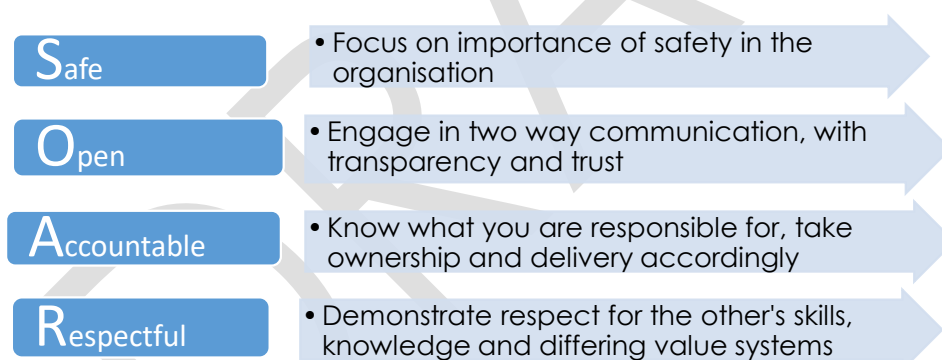 Safe
• Focus on importance of safety in the
organisation
Open
• Engage in two way communication, with
transparency and trust
Accountable
• Know what you are responsible for, take
ownership and delivery accordingly
Respectful
• Demonstrate respect for the other's skills,
knowledge and differing value systems